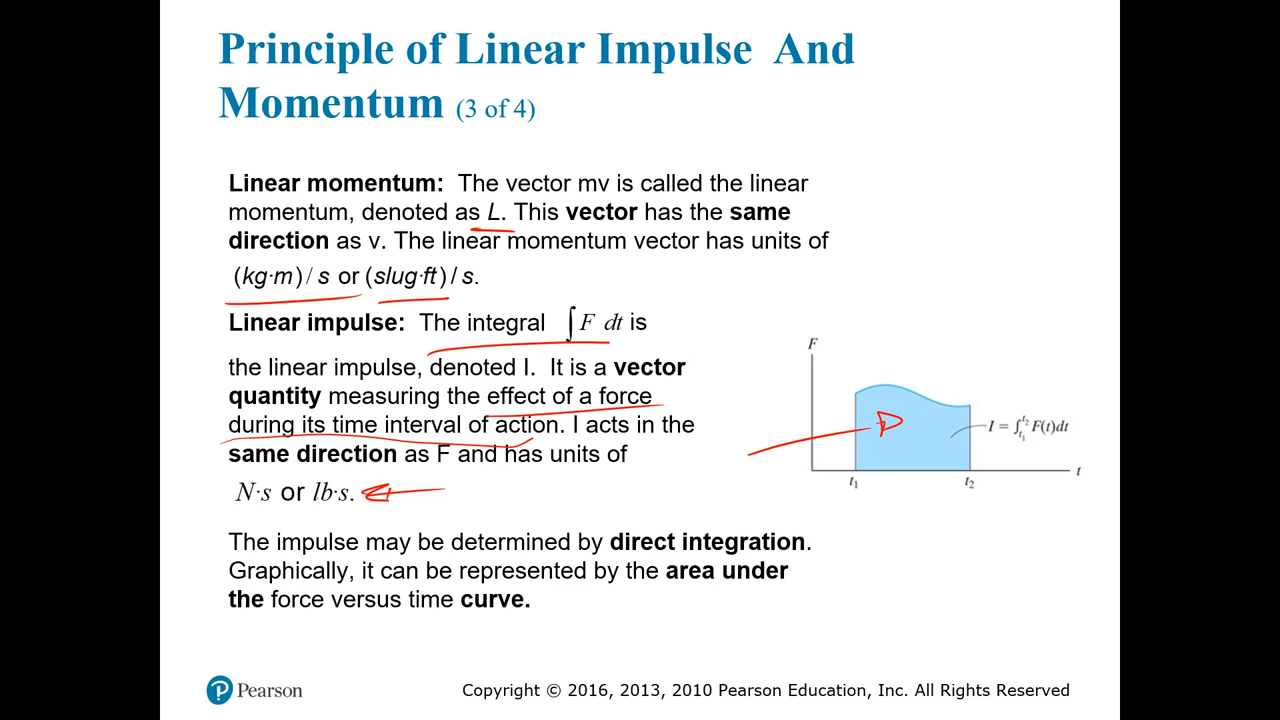 Principle of Linear Impulse And
Momentum (3 of 4)
Linear momentum: The vector mv is called the linear
momentum, denoted as L. This vector has the same
direction as v. The linear momentum vector has units of
(kg·m)/s or (slug·ft)/s.
Linear impulse: The integral ∫F dt is
the linear impulse, denoted I. It is a vector
quantity measuring the effect of a force
during its time interval of action. I acts in the
same direction as F and has units of
N·s or lb·s.
F
I = ∫t₁t₂ F(t)dt
t
t₁
t₂
The impulse may be determined by direct integration.
Graphically, it can be represented by the area under
the force versus time curve.
Pearson
Copyright © 2016, 2013, 2010 Pearson Education, Inc. All Rights Reserved